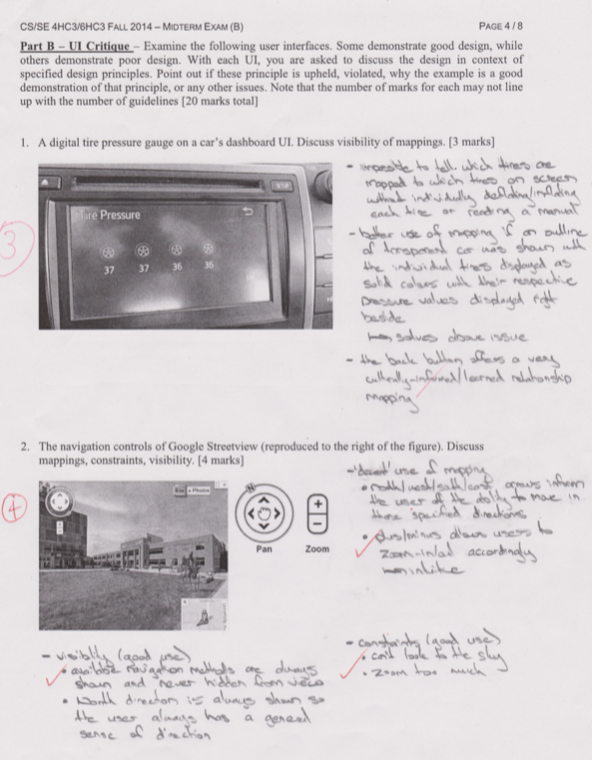 CS/SE 4HC3/6HC3 FALL 2014 – MIDTERM EXAM (B)
PAGE 4 / 8
Part B – UI Critique – Examine the following user interfaces. Some demonstrate good design, while
others demonstrate poor design. With each UI, you are asked to discuss the design in context of
specified design principles. Point out if these principle is upheld, violated, why the example is a good
demonstration of that principle, or any other issues. Note that the number of marks for each may not line
up with the number of guidelines [20 marks total]
1. A digital tire pressure gauge on a car's dashboard UI. Discuss visibility of mappings. [3 marks]
3
Tire Pressure
37 37 36 36
- impossible to tell which tires are
mapped to which tires on screen
without individually deflating/inflating
each tire or reading a manual
- better use of mapping if an outline
of transparent car was shown with
the individual tires displayed as
solid colours with their respective
pressure values displayed right
beside
solves above issue
- the back button offers a very
culturally-informed/learned relationship
mapping
2. The navigation controls of Google Streetview (reproduced to the right of the figure). Discuss
mappings, constraints, visibility. [4 marks]
4
Pan
Zoom
- 'decent' use of mapping
• north/west/south/east arrows inform
the user of the ability to move in
those specified directions
• plus/minus allows users to
zoom-in/out accordingly
- visibility (good use)
• available navigation methods are always
shown and never hidden from view
• North direction is always shown so
the user always has a general
sense of direction
- constraints (good use)
• can't look to the sky
• zoom too much